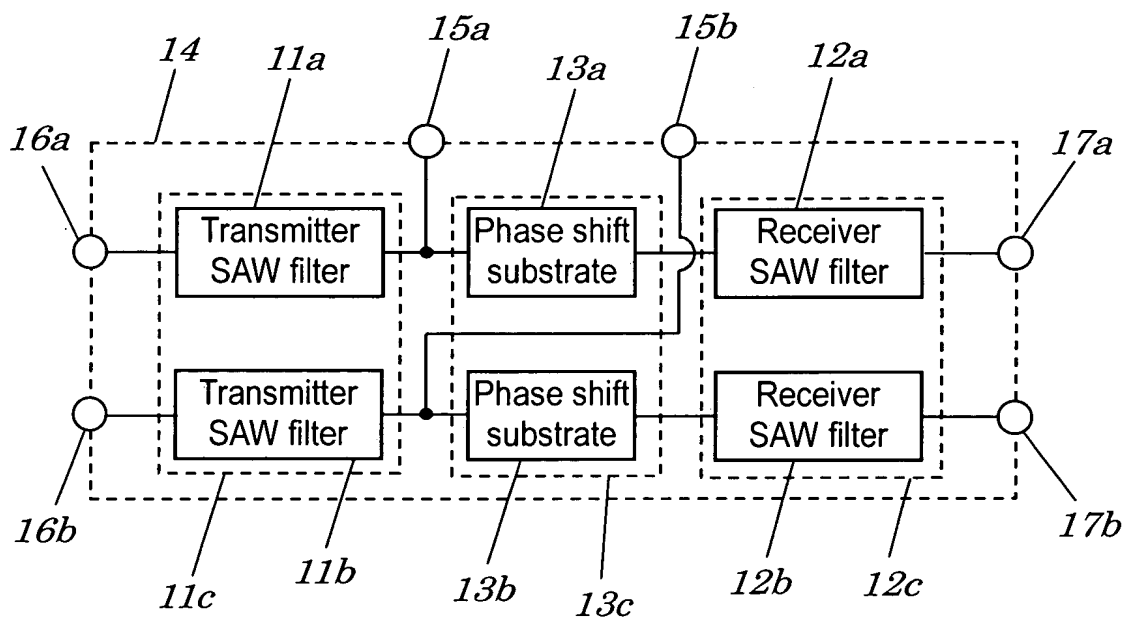 14
11a
15a
13a
15b
12a
16a
17a
Transmitter
SAW filter
Phase shift
substrate
Receiver
SAW filter
Transmitter
SAW filter
Phase shift
substrate
Receiver
SAW filter
16b
11c
11b
13b
13c
12b
12c
17b